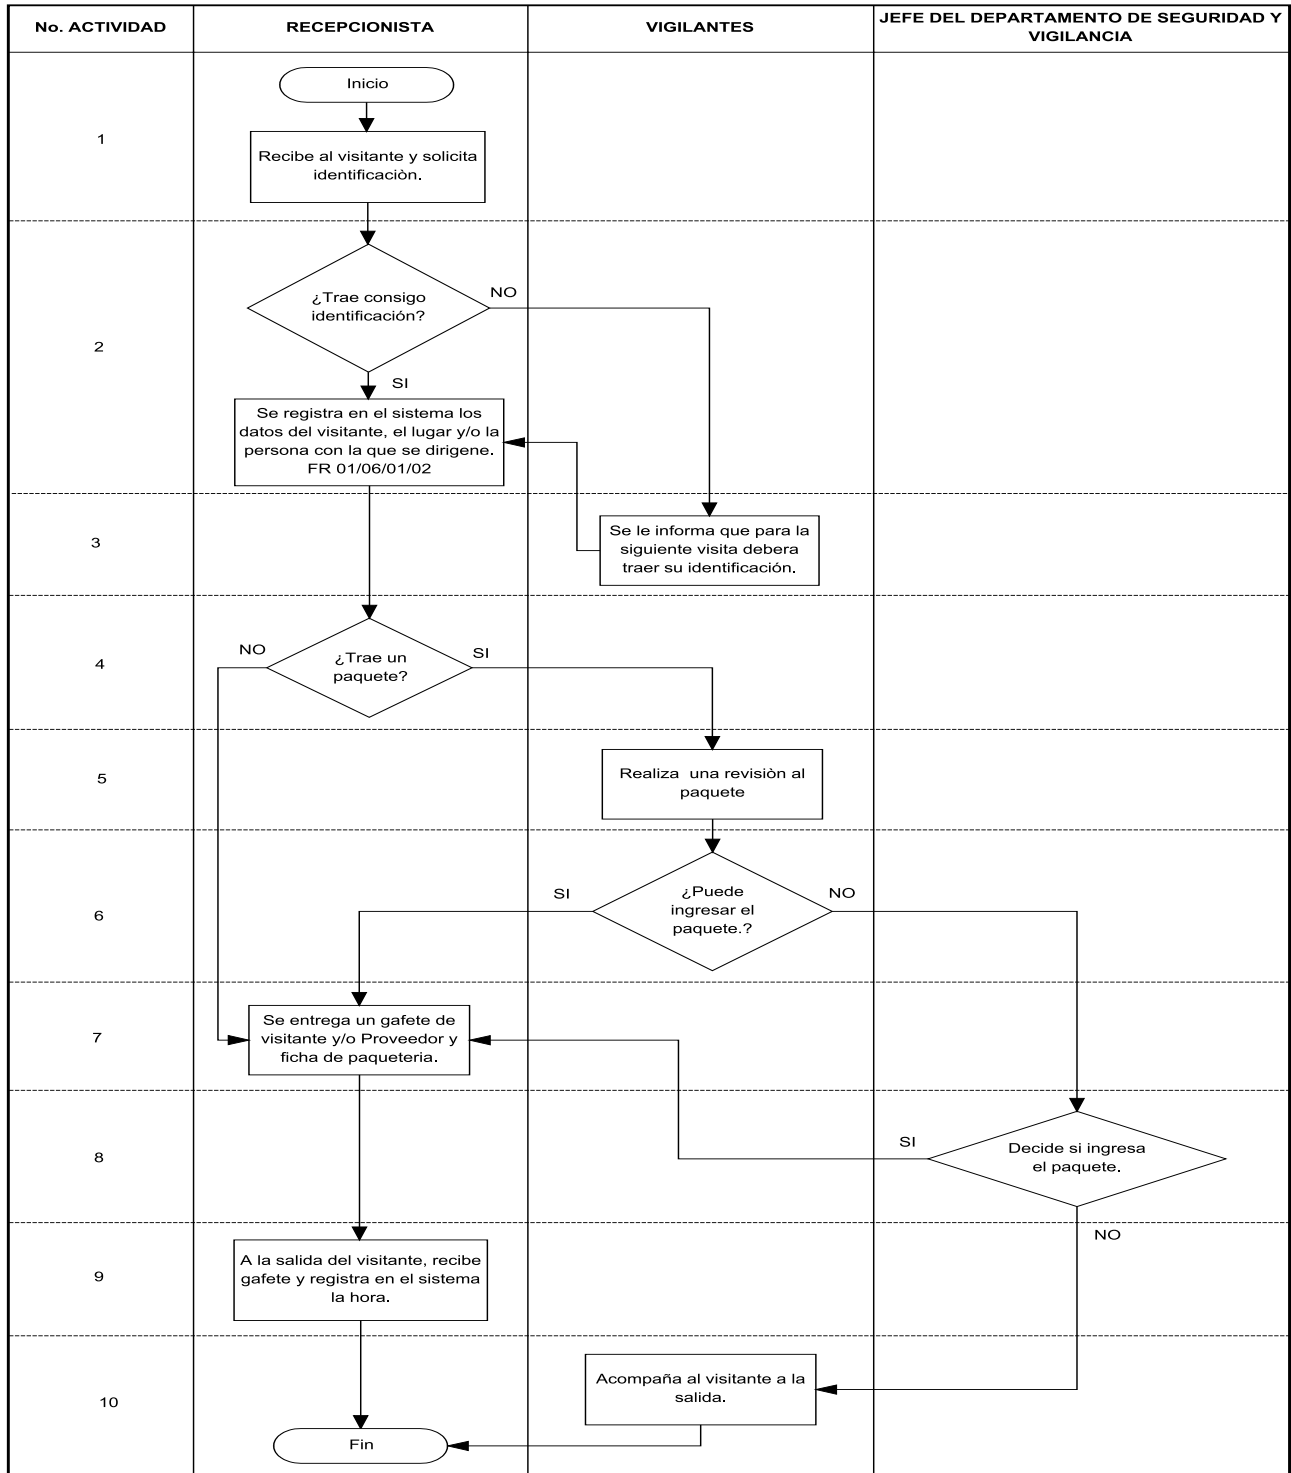 No. ACTIVIDAD
RECEPCIONISTA
VIGILANTES
JEFE DEL DEPARTAMENTO DE SEGURIDAD Y
VIGILANCIA
Inicio
1
Recibe al visitante y solicita
identificaciòn.
2
¿Trae consigo
identificación?
NO
SI
Se registra en el sistema los
datos del visitante, el lugar y/o la
persona con la que se dirigene.
FR 01/06/01/02
3
Se le informa que para la
siguiente visita debera
traer su identificación.
4
NO
¿Trae un
paquete?
SI
5
Realiza una revisiòn al
paquete
6
SI
¿Puede
ingresar el
paquete.?
NO
7
Se entrega un gafete de
visitante y/o Proveedor y
ficha de paqueteria.
8
SI
Decide si ingresa
el paquete.
NO
9
A la salida del visitante, recibe
gafete y registra en el sistema
la hora.
10
Acompaña al visitante a la
salida.
Fin